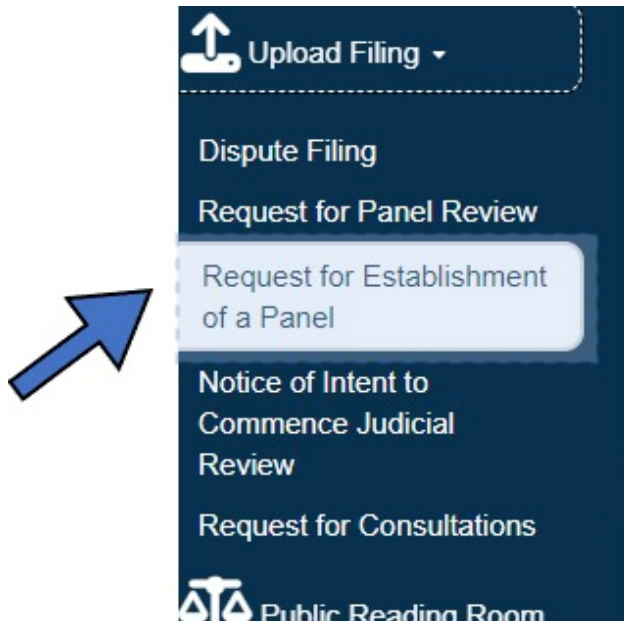 Upload Filing
Dispute Filing
Request for Panel Review
Request for Establishment
of a Panel
Notice of Intent to
Commence Judicial
Review
Request for Consultations
Public Reading Room